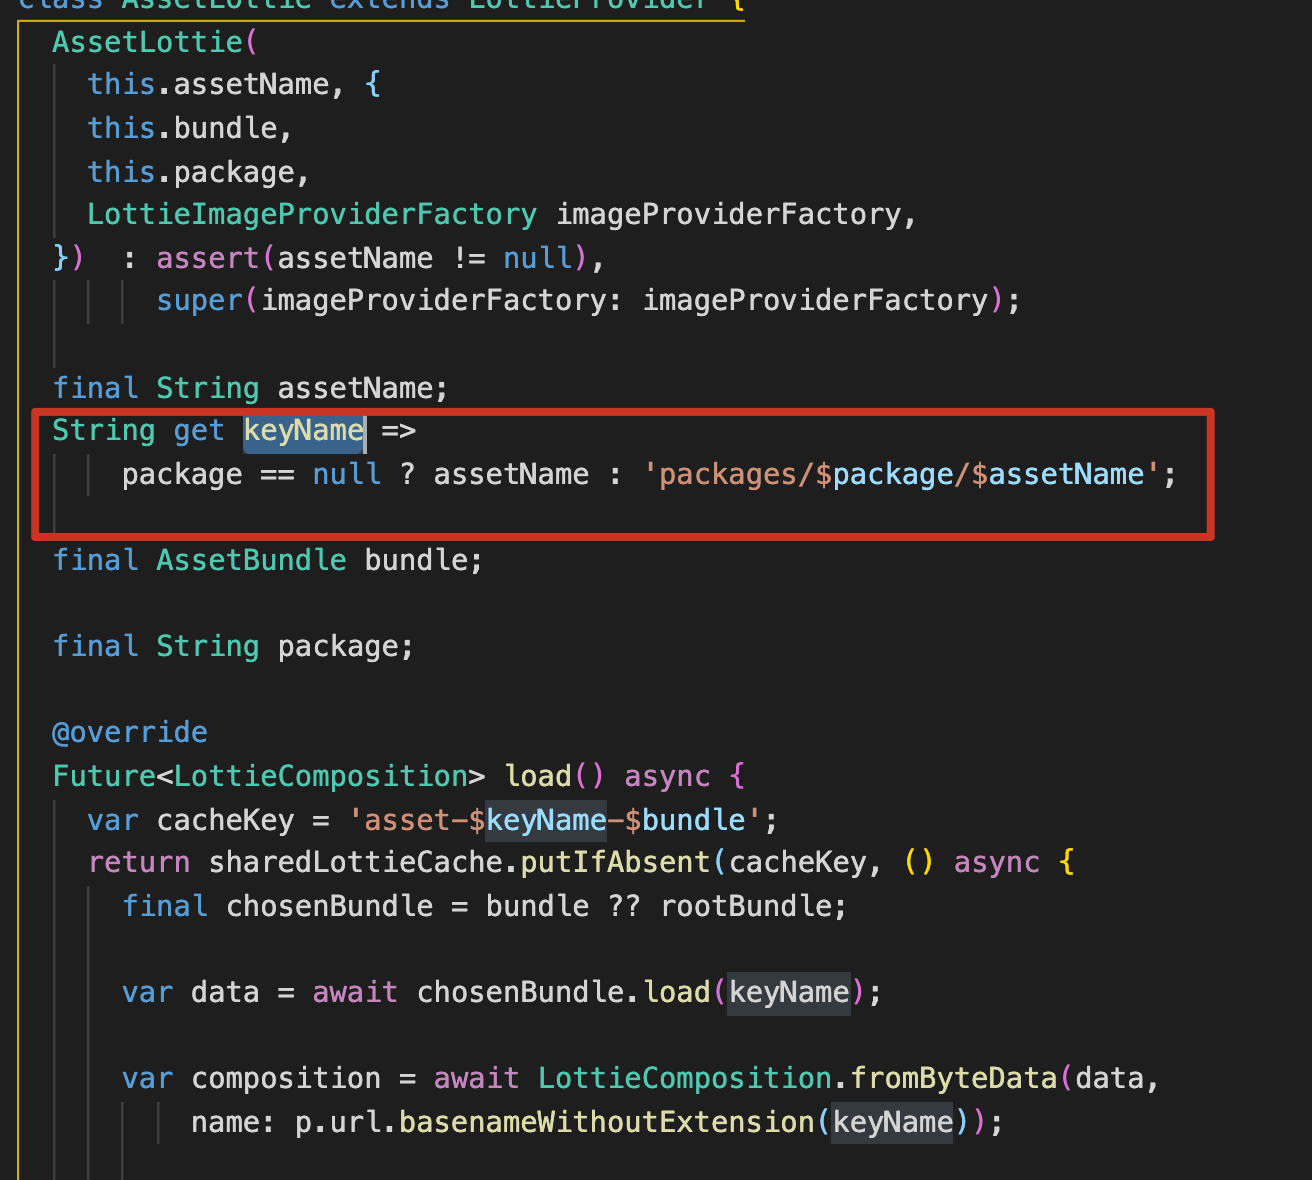 class AssetLottie extends LottieProvider {
AssetLottie(
this.assetName, {
this.bundle,
this.package,
LottieImageProviderFactory imageProviderFactory,
})  : assert(assetName != null),
super(imageProviderFactory: imageProviderFactory);
final String assetName;
String get keyName =>
package == null ? assetName : 'packages/$package/$assetName';
final AssetBundle bundle;
final String package;
@override
Future<LottieComposition> load() async {
var cacheKey = 'asset-$keyName-$bundle';
return sharedLottieCache.putIfAbsent(cacheKey, () async {
final chosenBundle = bundle ?? rootBundle;
var data = await chosenBundle.load(keyName);
var composition = await LottieComposition.fromByteData(data,
name: p.url.basenameWithoutExtension(keyName));